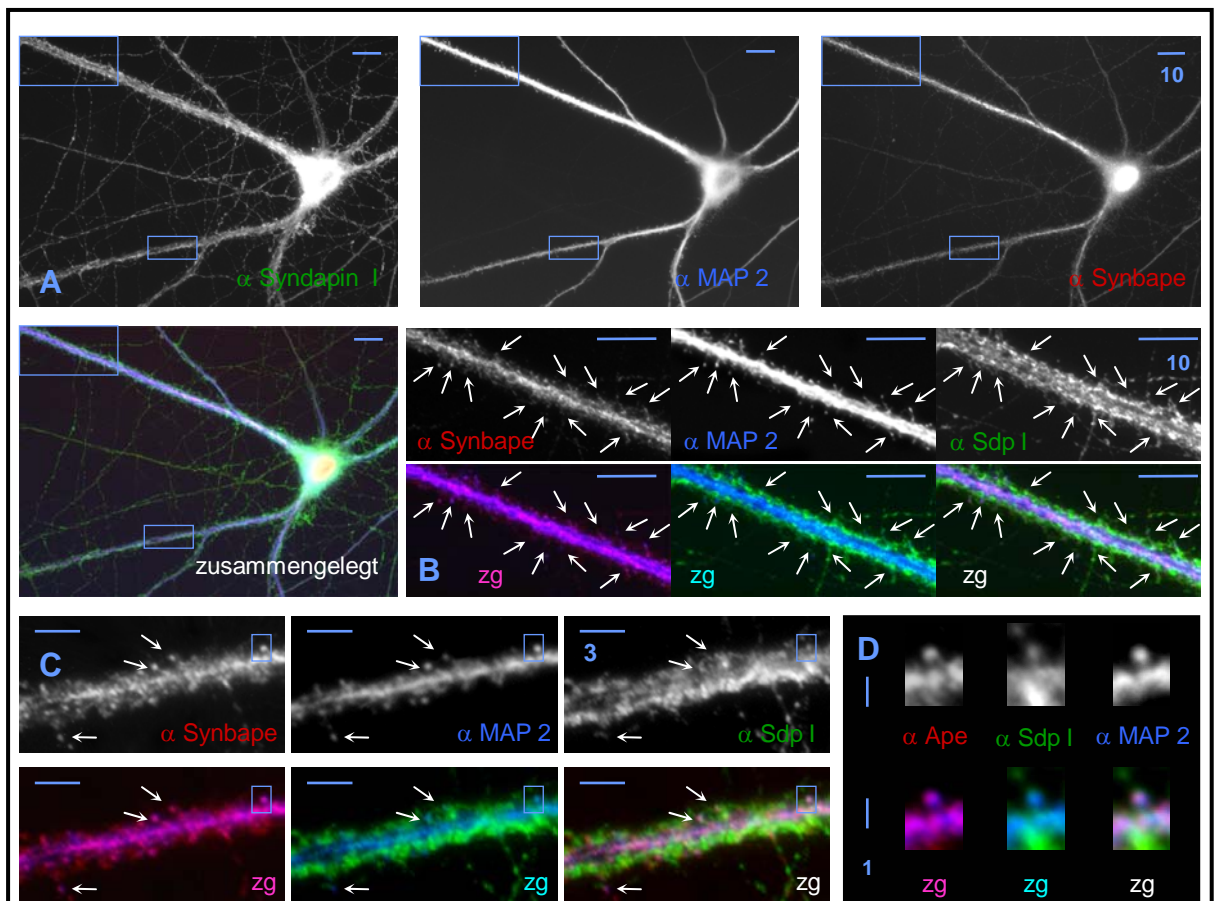 10
A
α Syndapin I
α MAP 2
α Synbape
10
α Synbape
α MAP 2
α Sdp I
zusammengelegt
B
zg
zg
zg
C
3
D
α Synbape
α MAP 2
α Sdp I
α Ape
α Sdp I
α MAP 2
1
zg
zg
zg
zg
zg
zg